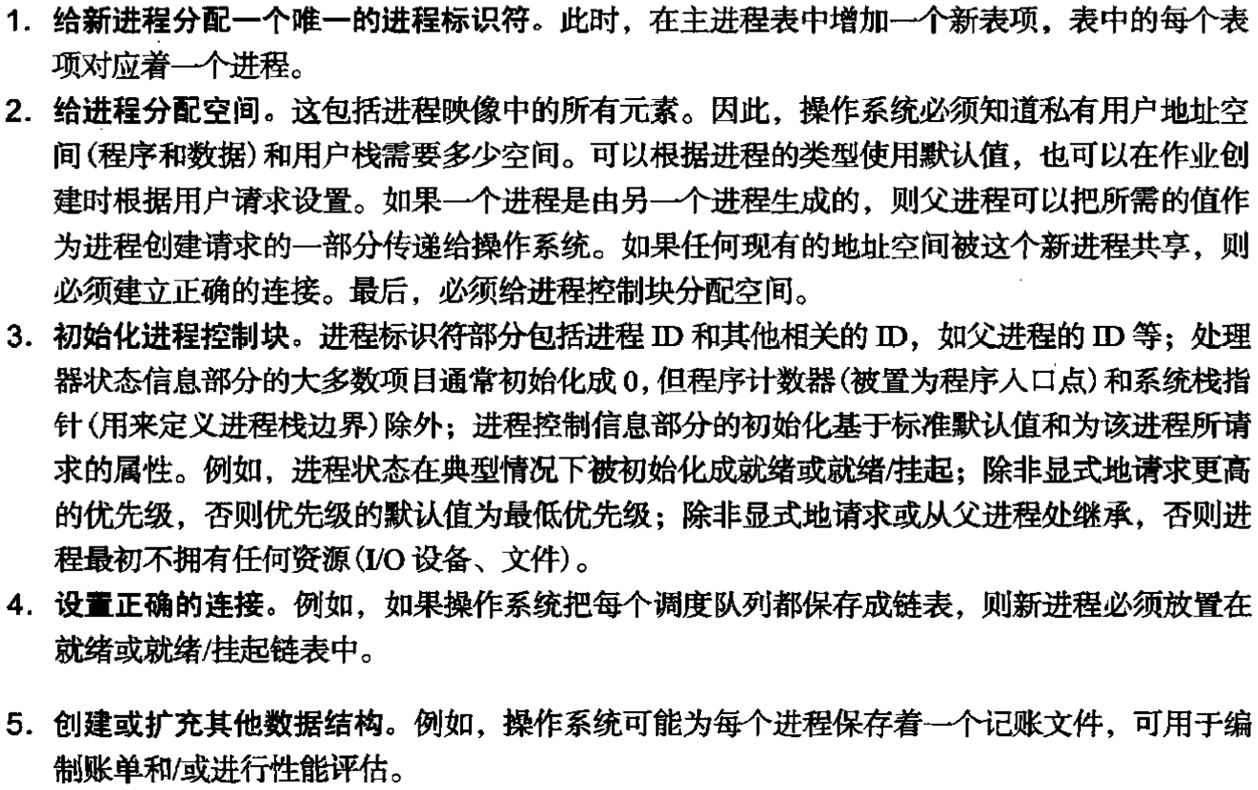 1. 给新进程分配一个唯一的进程标识符。此时，在主进程表中增加一个新表项，表中的每个表
项对应着一个进程。
2. 给进程分配空间。这包括进程映像中的所有元素。因此，操作系统必须知道私有用户地址空
间(程序和数据)和用户栈需要多少空间。可以根据进程的类型使用默认值，也可以在作业创
建时根据用户请求设置。如果一个进程是由另一个进程生成的，则父进程可以把所需的值作
为进程创建请求的一部分传递给操作系统。如果任何现有的地址空间被这个新进程共享，则
必须建立正确的连接。最后，必须给进程控制块分配空间。
3. 初始化进程控制块。进程标识符部分包括进程 ID 和其他相关的 ID，如父进程的 ID 等；处理
器状态信息部分的大多数项目通常初始化成 0，但程序计数器(被置为程序入口点)和系统栈指
针(用来定义进程栈边界)除外；进程控制信息部分的初始化基于标准默认值和为该进程所请
求的属性。例如，进程状态在典型情况下被初始化成就绪或就绪/挂起；除非显式地请求更高
的优先级，否则优先级的默认值为最低优先级；除非显式地请求或从父进程处继承，否则进
程最初不拥有任何资源(I/O 设备、文件)。
4. 设置正确的连接。例如，如果操作系统把每个调度队列都保存成链表，则新进程必须放置在
就绪或就绪/挂起链表中。
5. 创建或扩充其他数据结构。例如，操作系统可能为每个进程保存着一个记账文件，可用于编
制账单和/或进行性能评估。